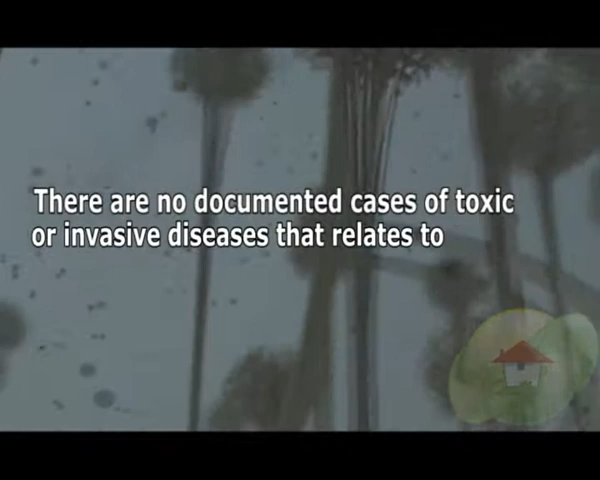 There are no documented cases of toxic
or invasive diseases that relates to